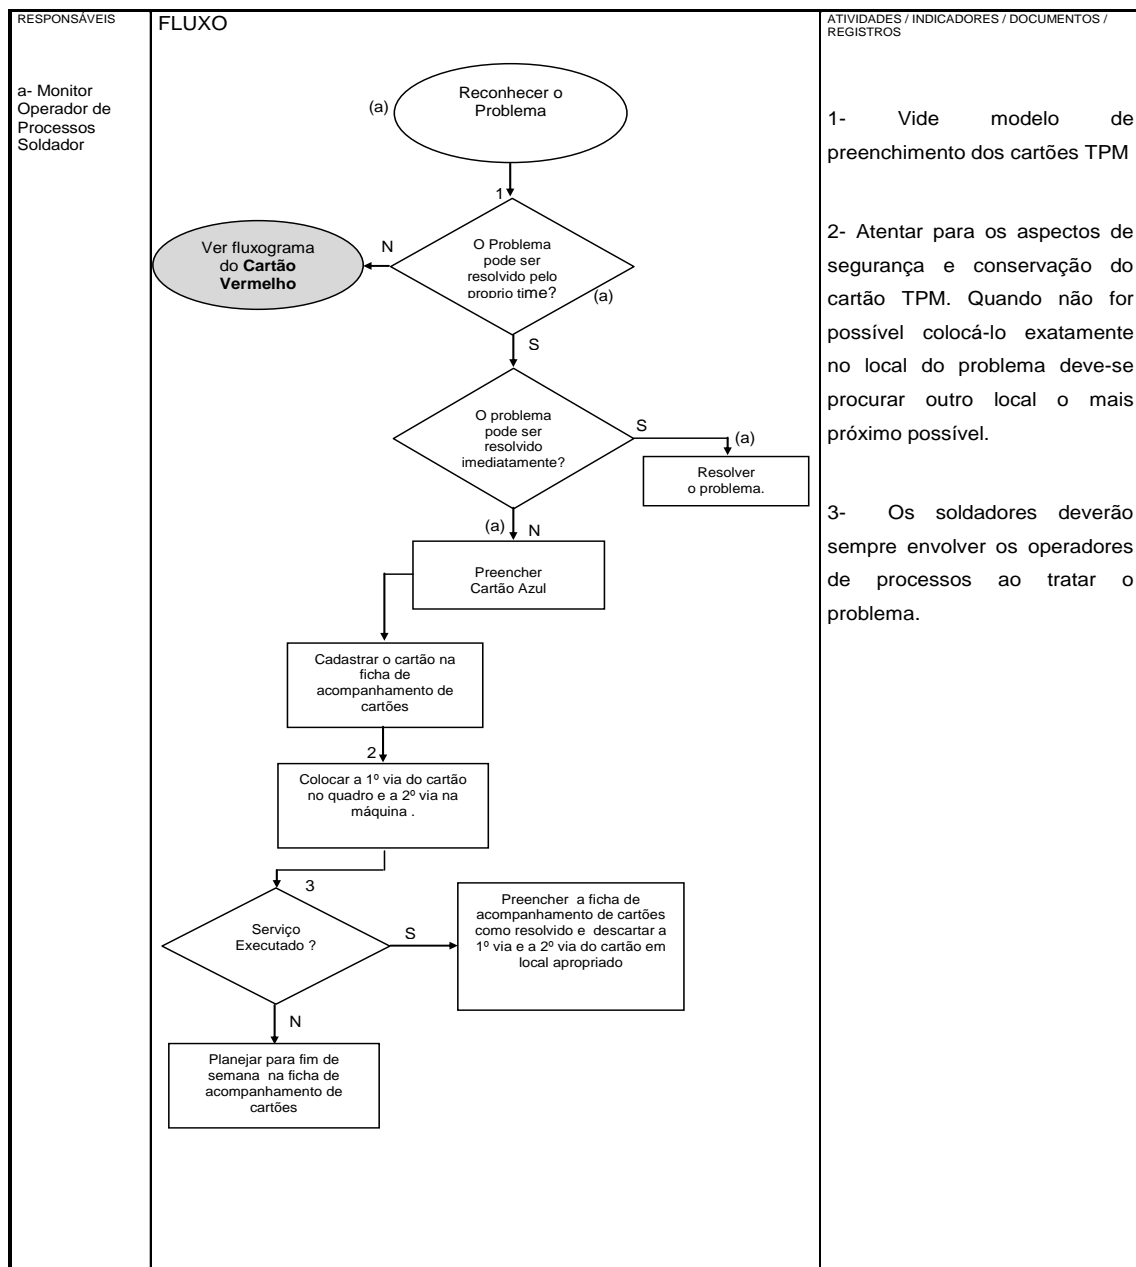 RESPONSÁVEIS
a- Monitor
Operador de
Processos
Soldador
FLUXO
(a)
Reconhecer o
Problema
1
O Problema
pode ser
resolvido pelo
proprio time?
(a)
N
Ver fluxograma
do Cartão
Vermelho
S
O problema
pode ser
resolvido
imediatamente?
S
(a)
Resolver
o problema.
(a)
N
Preencher
Cartão Azul
Cadastrar o cartão na
ficha de
acompanhamento de
cartões
2
Colocar a 1º via do cartão
no quadro e a 2º via na
máquina .
3
Serviço
Executado ?
S
Preencher a ficha de
acompanhamento de cartões
como resolvido e descartar a
1º via e a 2º via do cartão em
local apropriado
N
Planejar para fim de
semana na ficha de
acompanhamento de
cartões
ATIVIDADES / INDICADORES / DOCUMENTOS /
REGISTROS
1- Vide modelo de
preenchimento dos cartões TPM
2- Atentar para os aspectos de
segurança e conservação do
cartão TPM. Quando não for
possível colocá-lo exatamente
no local do problema deve-se
procurar outro local o mais
próximo possível.
3- Os soldadores deverão
sempre envolver os operadores
de processos ao tratar o
problema.